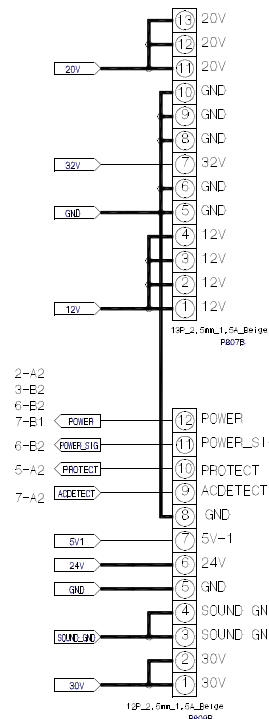 13 20V
12 20V
20V 11 20V
10 GND
9 GND
8 GND
32V 7 32V
6 GND
GND 5 GND
4 12V
3 12V
2 12V
12V 1 12V
13P_2,5mm_1,5A_Beige
P807B
2-A2
3-B2
6-B2
7-B1 POWER 12 POWER
6-B2 POWER_SIG 11 POWER_SI
5-A2 PROTECT 10 PROTECT
7-A2 ACDETECT 9 ACDETECT
8 GND
5V1 7 5V-1
24V 6 24V
GND 5 GND
4 SOUND GN
SOUND_GND 3 SOUND GN
2 30V
30V 1 30V
12P_2,5mm_1,5A_Beige